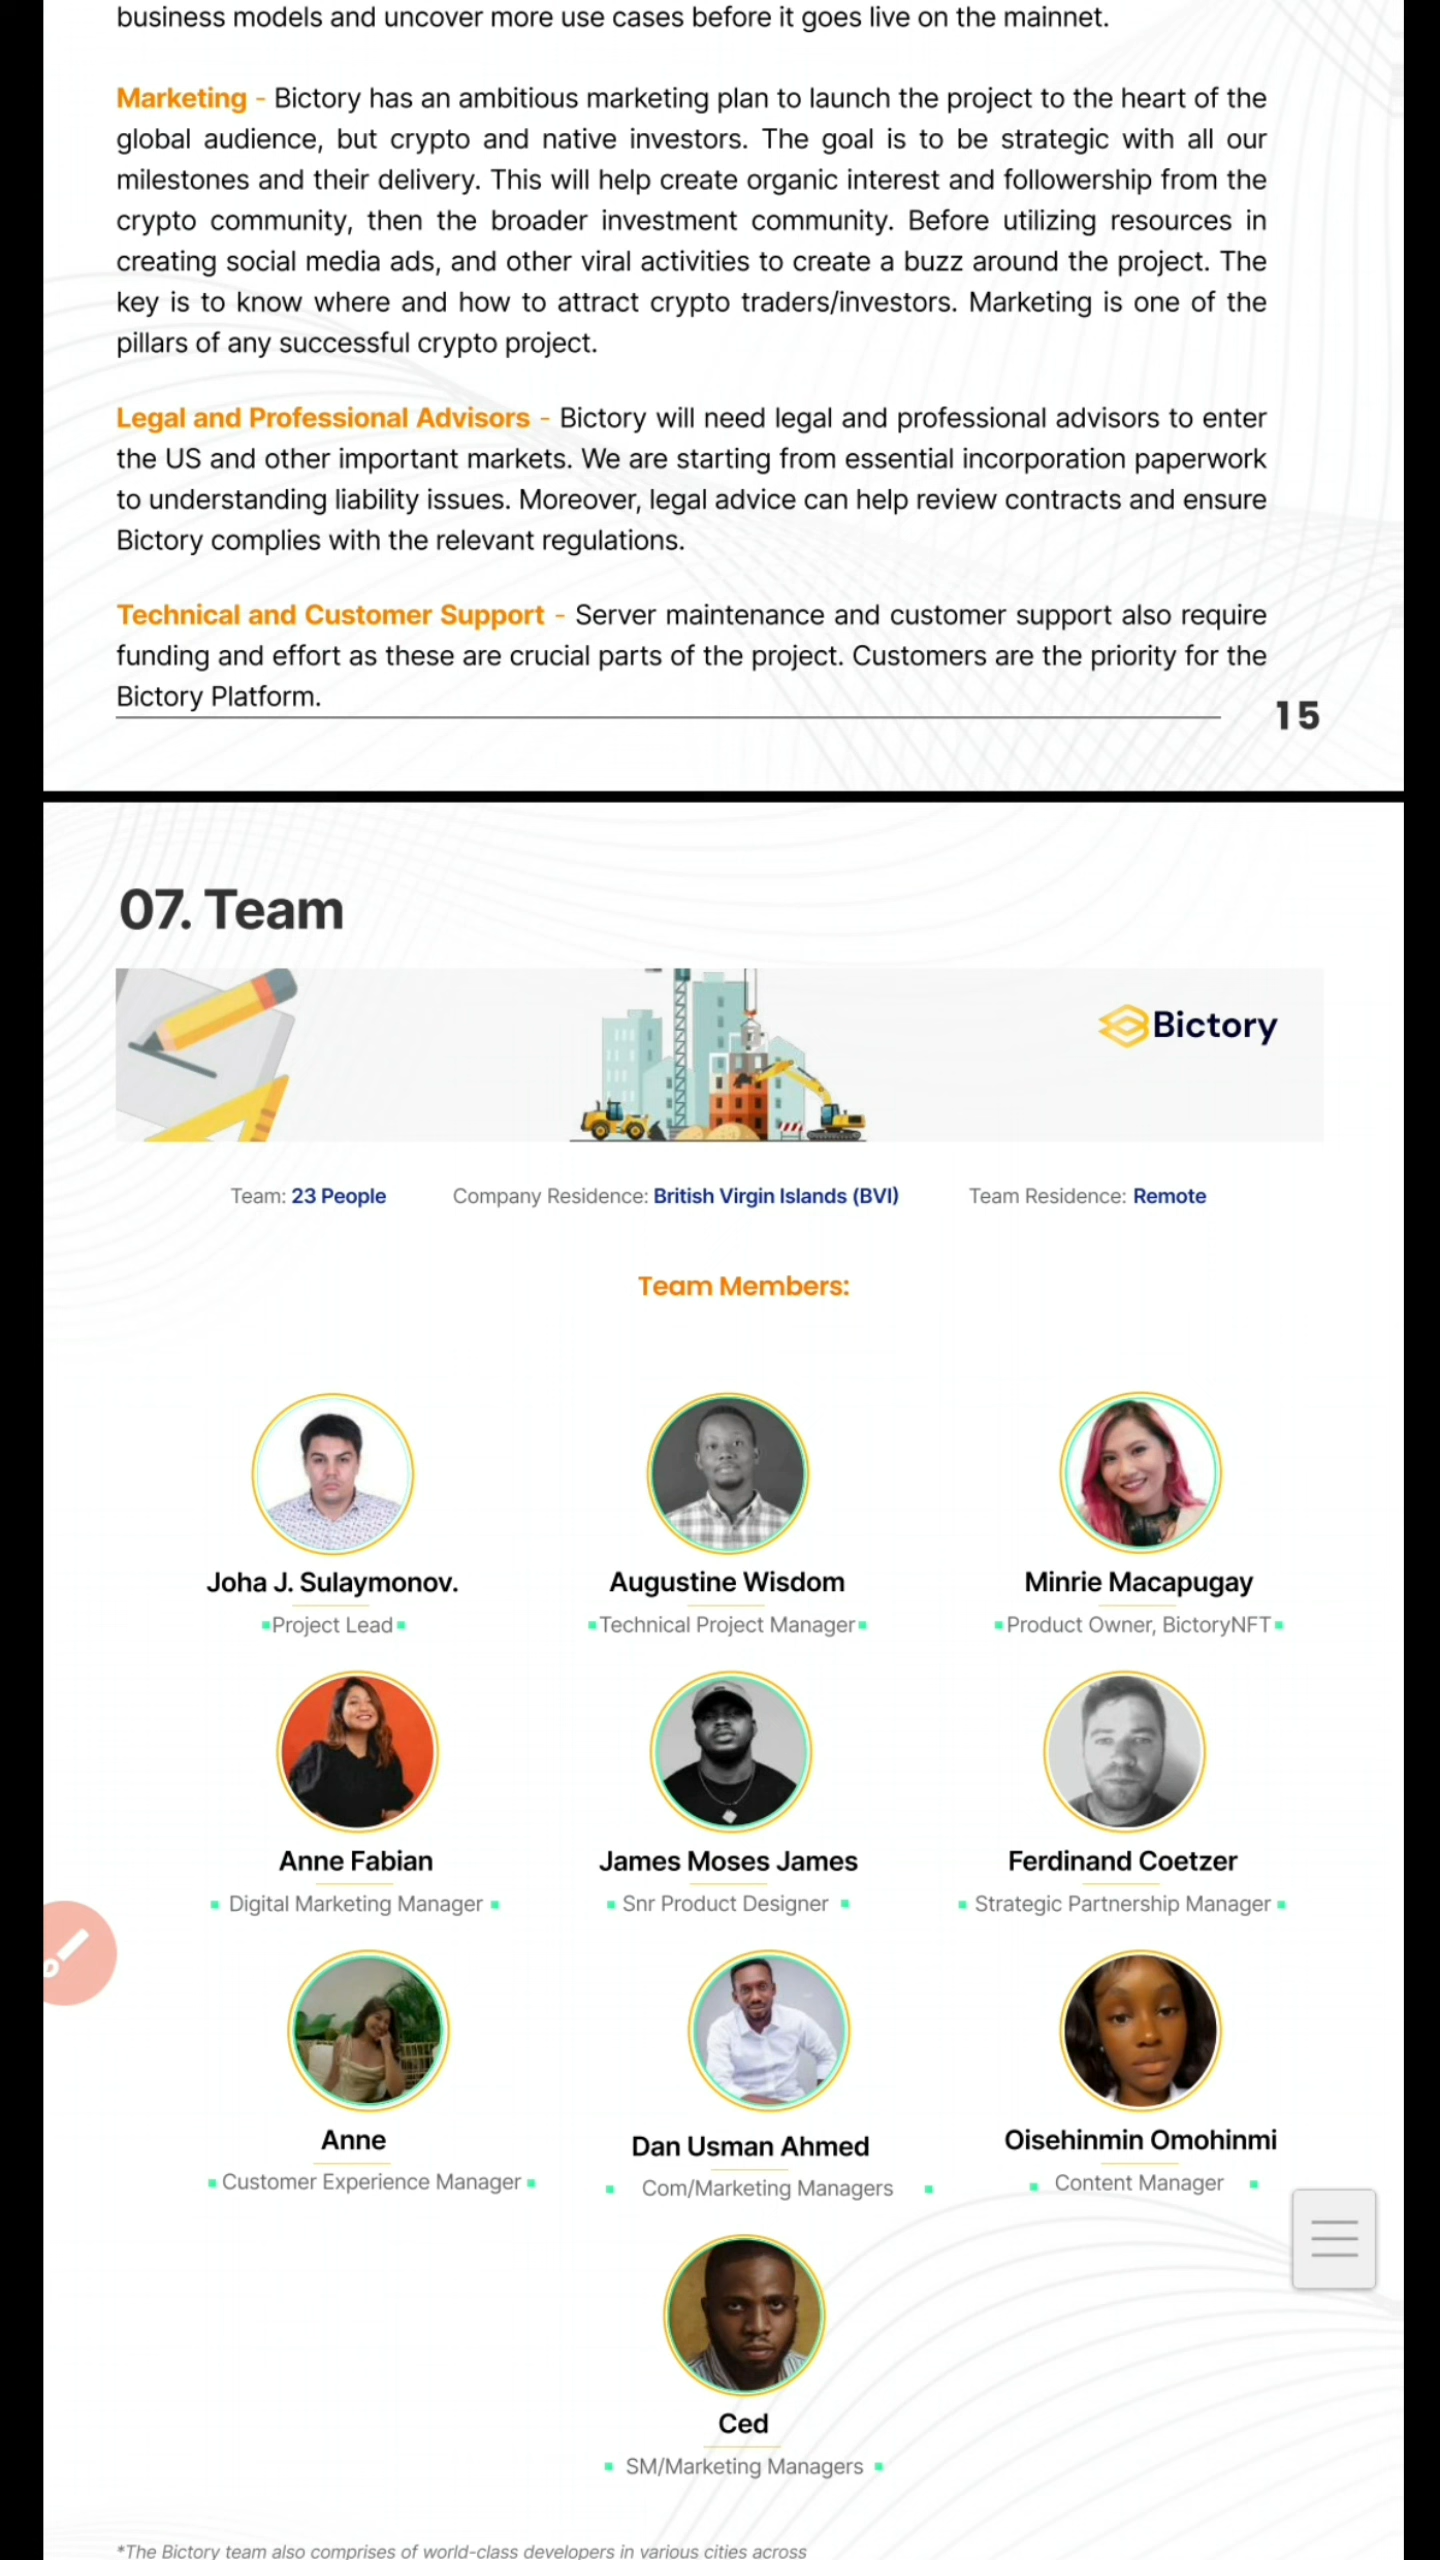 business models and uncover more use cases before it goes live on the mainnet.
Marketing - Bictory has an ambitious marketing plan to launch the project to the heart of the
global audience, but crypto and native investors. The goal is to be strategic with all our
milestones and their delivery. This will help create organic interest and followership from the
crypto community, then the broader investment community. Before utilizing resources in
creating social media ads, and other viral activities to create a buzz around the project. The
key is to know where and how to attract crypto traders/investors. Marketing is one of the
pillars of any successful crypto project.
Legal and Professional Advisors - Bictory will need legal and professional advisors to enter
the US and other important markets. We are starting from essential incorporation paperwork
to understanding liability issues. Moreover, legal advice can help review contracts and ensure
Bictory complies with the relevant regulations.
Technical and Customer Support - Server maintenance and customer support also require
funding and effort as these are crucial parts of the project. Customers are the priority for the
Bictory Platform.
15
07. Team
Bictory
Team: 23 People Company Residence: British Virgin Islands (BVI) Team Residence: Remote
Team Members:
Joha J. Sulaymonov. Augustine Wisdom Minrie Macapugay
Project Lead Technical Project Manager Product Owner, BictoryNFT
Anne Fabian James Moses James Ferdinand Coetzer
Digital Marketing Manager Snr Product Designer Strategic Partnership Manager
Anne Dan Usman Ahmed Oisehinmin Omohinmi
Customer Experience Manager Com/Marketing Managers Content Manager
Ced
SM/Marketing Managers
*The Bictory team also comprises of world-class developers in various cities across